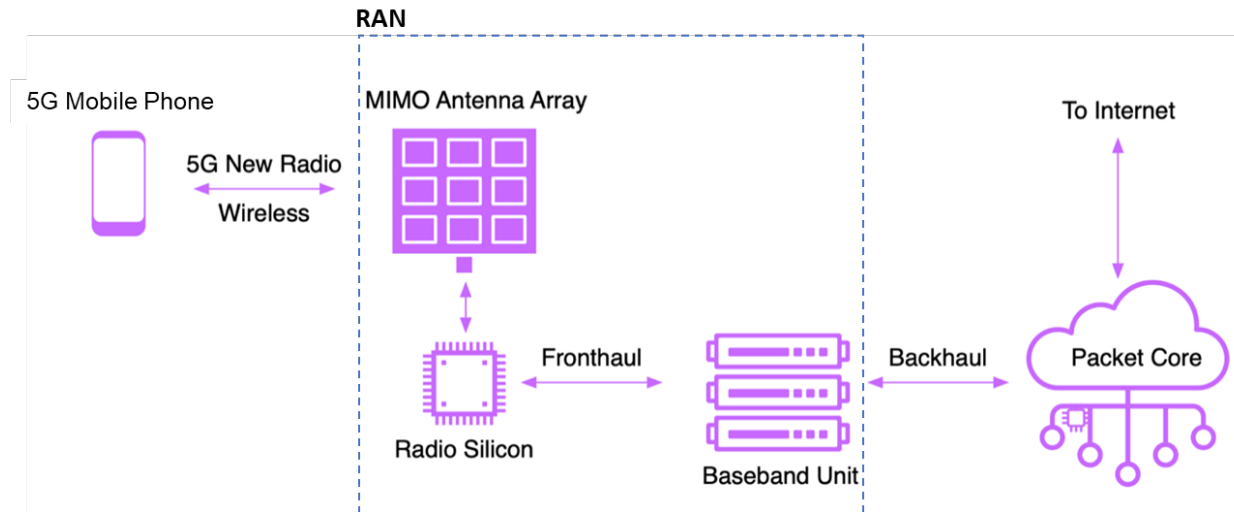 RAN
5G Mobile Phone
MIMO Antenna Array
To Internet
5G New Radio
Wireless
Fronthaul
Backhaul
Packet Core
Radio Silicon
Baseband Unit